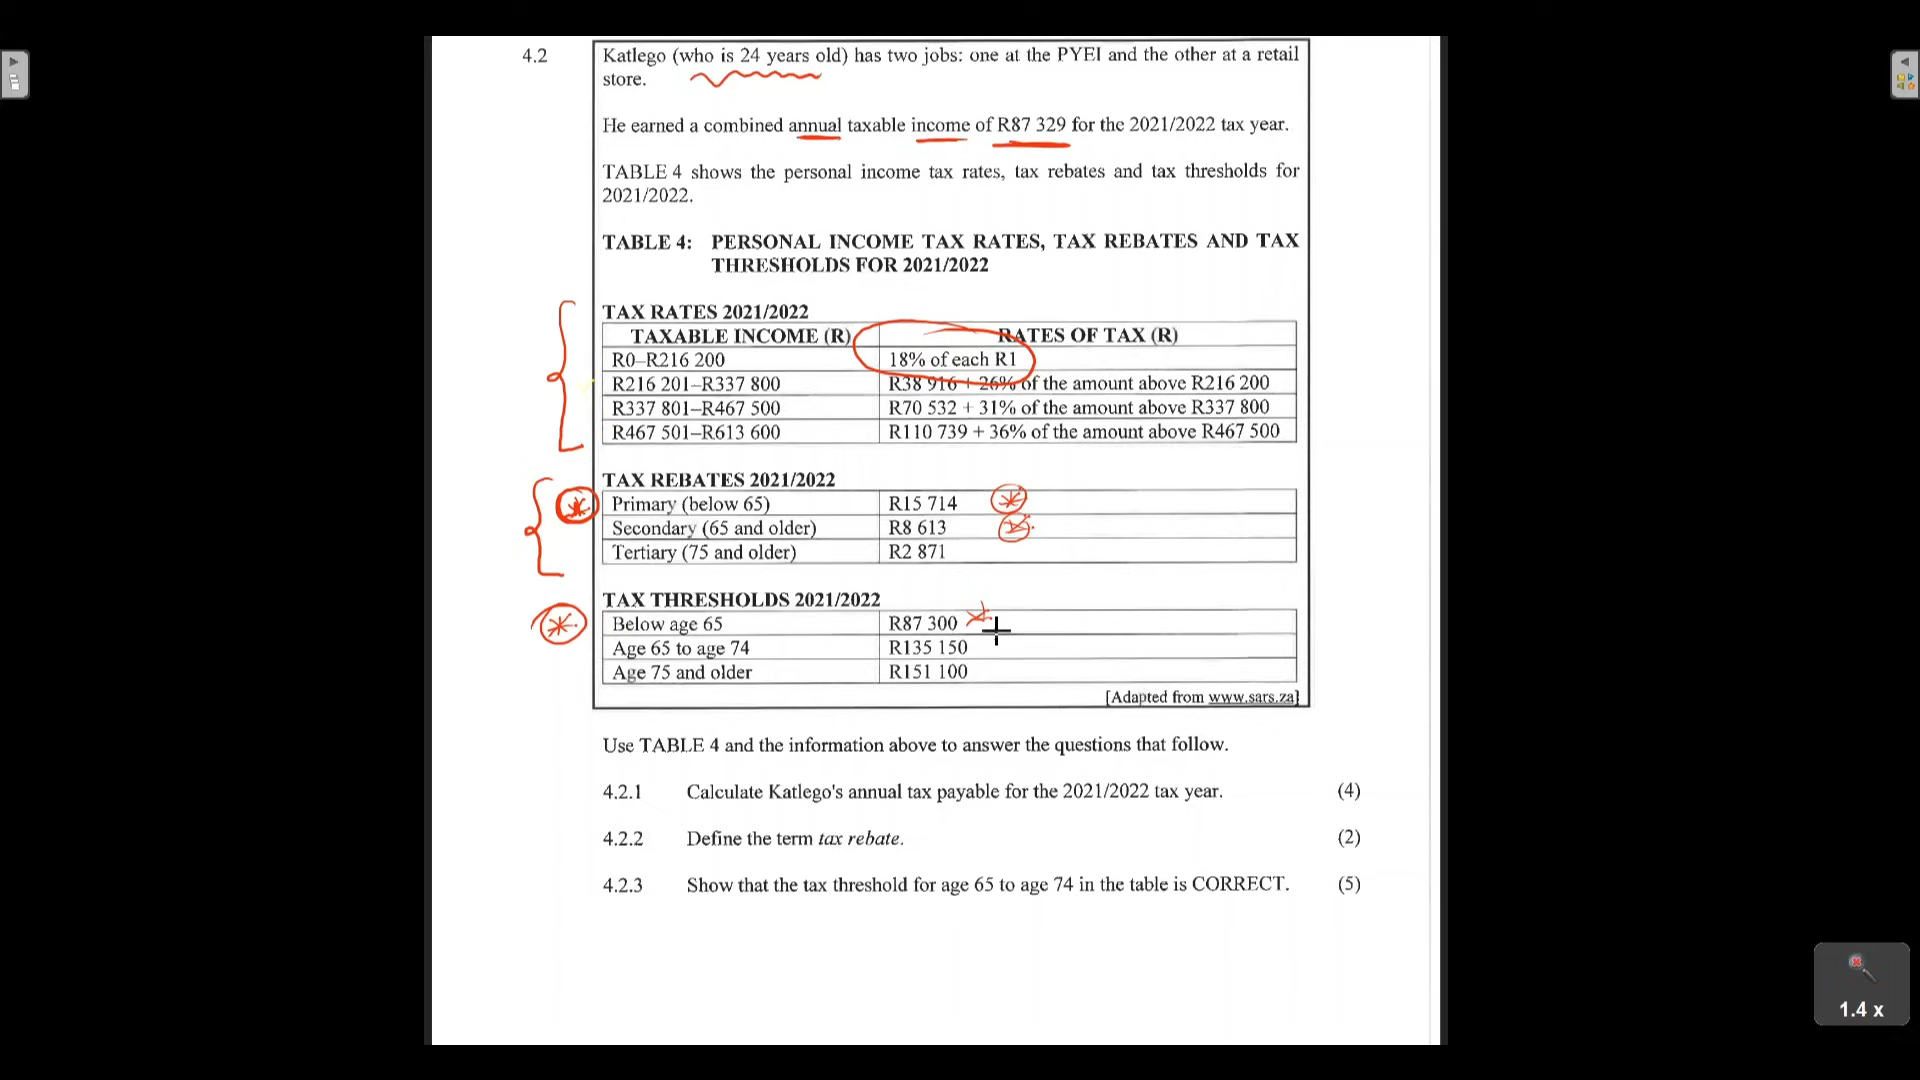 4.2 Katlego (who is 24 years old) has two jobs: one at the PYEI and the other at a retail
store.
He earned a combined annual taxable income of R87 329 for the 2021/2022 tax year.
TABLE 4 shows the personal income tax rates, tax rebates and tax thresholds for
2021/2022.
TABLE 4: PERSONAL INCOME TAX RATES, TAX REBATES AND TAX
THRESHOLDS FOR 2021/2022
TAX RATES 2021/2022
TAXABLE INCOME (R) RATES OF TAX (R)
R0–R216 200 18% of each R1
R216 201–R337 800 R38 916 + 26% of the amount above R216 200
R337 801–R467 500 R70 532 + 31% of the amount above R337 800
R467 501–R613 600 R110 739 + 36% of the amount above R467 500
TAX REBATES 2021/2022
Primary (below 65) R15 714
Secondary (65 and older) R8 613
Tertiary (75 and older) R2 871
TAX THRESHOLDS 2021/2022
Below age 65 R87 300
Age 65 to age 74 R135 150
Age 75 and older R151 100
[Adapted from www.sars.za]
Use TABLE 4 and the information above to answer the questions that follow.
4.2.1 Calculate Katlego's annual tax payable for the 2021/2022 tax year. (4)
4.2.2 Define the term tax rebate. (2)
4.2.3 Show that the tax threshold for age 65 to age 74 in the table is CORRECT. (5)
1.4 x